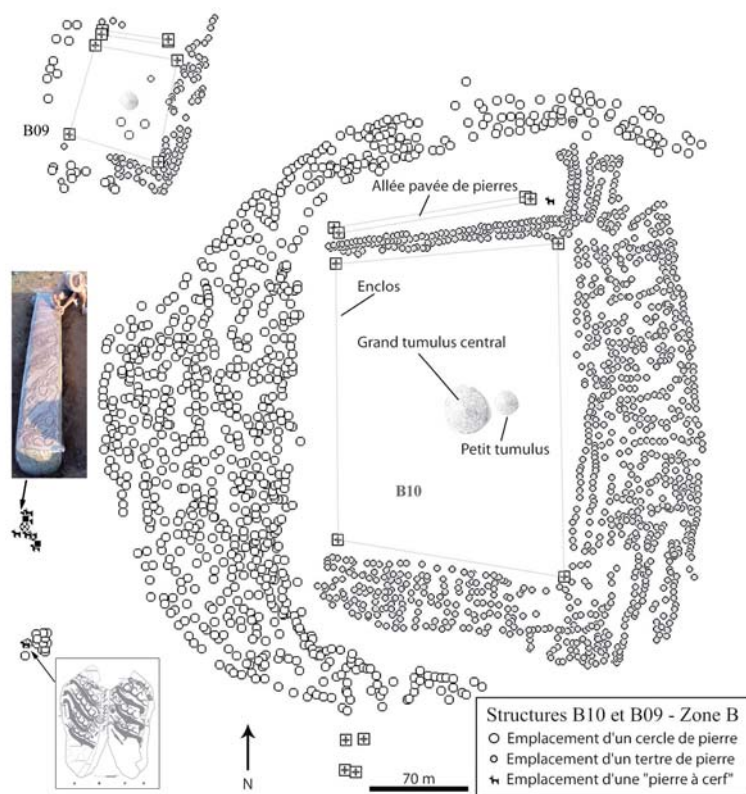 B09
Allée pavée de pierres
Enclos
Grand tumulus central
Petit tumulus
B10
N
70 m
Structures B10 et B09 - Zone B
Emplacement d'un cercle de pierre
Emplacement d'un tertre de pierre
Emplacement d'une "pierre à cerf"